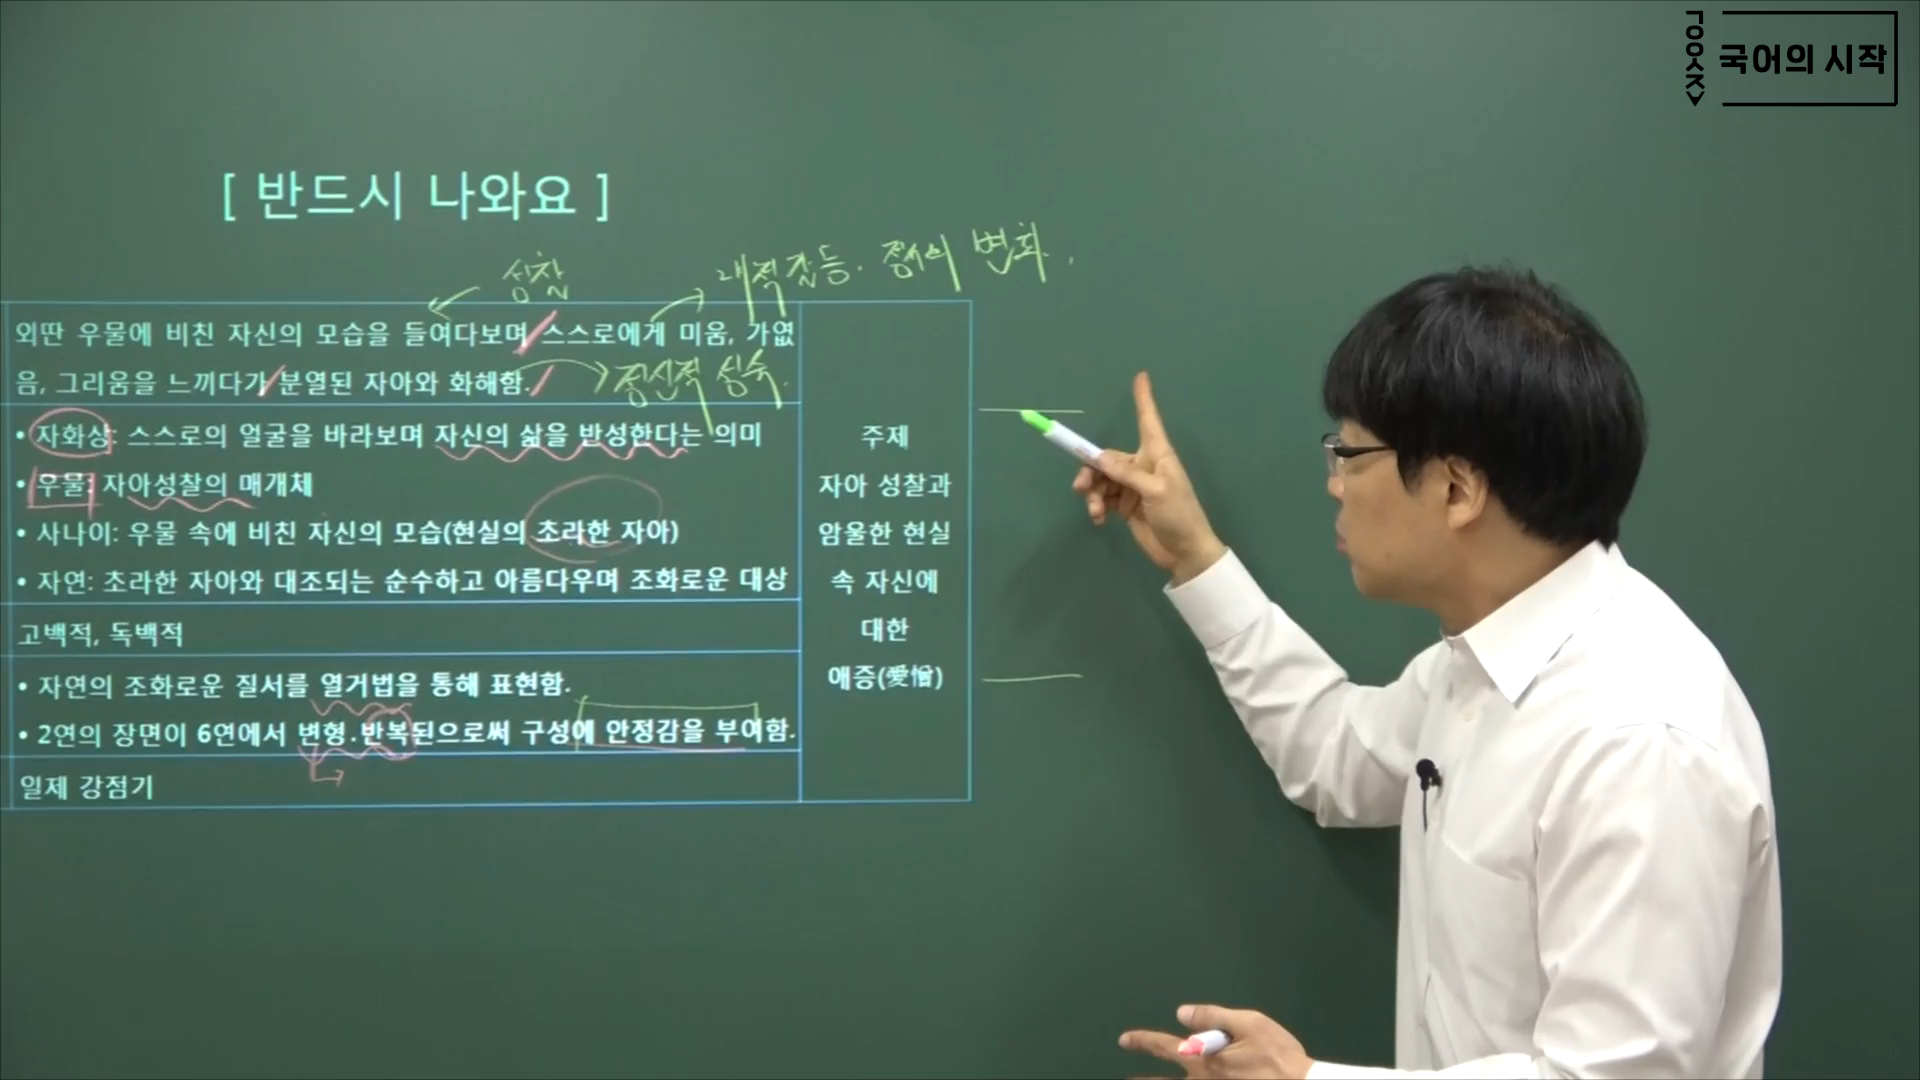 ㄱㅇㅇㅅㅈ
국어의 시작
[ 반드시 나와요 ]
성찰
내적갈등. 정서의 변화.
외딴 우물에 비친 자신의 모습을 들여다보며 스스로에게 미움, 가엾
음, 그리움을 느끼다가 분열된 자아와 화해함.
정신적 성숙.
• 자화상: 스스로의 얼굴을 바라보며 자신의 삶을 반성한다는 의미
• 우물: 자아성찰의 매개체
• 사나이: 우물 속에 비친 자신의 모습(현실의 초라한 자아)
• 자연: 초라한 자아와 대조되는 순수하고 아름다우며 조화로운 대상
고백적, 독백적
• 자연의 조화로운 질서를 열거법을 통해 표현함.
• 2연의 장면이 6연에서 변형.반복된으로써 구성에 안정감을 부여함.
일제 강점기
주제
자아 성찰과
암울한 현실
속 자신에
대한
애증(愛憎)